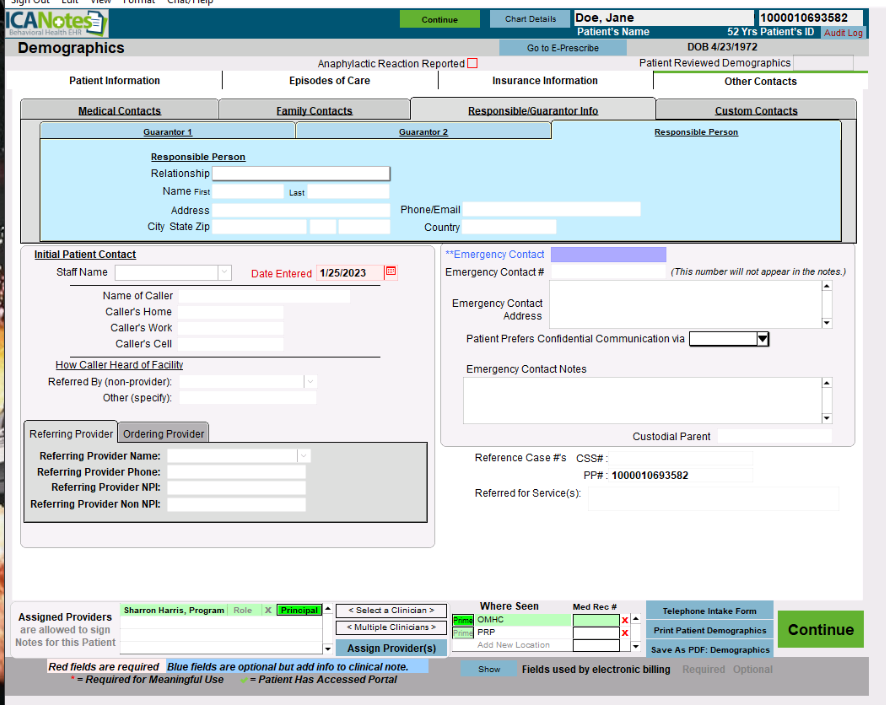 Sign Out Edit View Format Chat/Help
ICANotes
Behavioral Health EHR
Continue
Chart Details
Doe, Jane
1000010693582
Patient's Name
52 Yrs Patient's ID
Audit Log
Demographics
Go to E-Prescribe
DOB 4/23/1972
Anaphylactic Reaction Reported
Patient Reviewed Demographics
Patient Information
Episodes of Care
Insurance Information
Other Contacts
Medical Contacts
Family Contacts
Responsible/Guarantor Info
Custom Contacts
Guarantor 1
Guarantor 2
Responsible Person
Responsible Person
Relationship
Name First
Last
Address
Phone/Email
City State Zip
Country
Initial Patient Contact
Staff Name
Date Entered 1/25/2023
Name of Caller
Caller's Home
Caller's Work
Caller's Cell
How Caller Heard of Facility
Referred By (non-provider):
Other (specify):
Referring Provider
Ordering Provider
Referring Provider Name:
Referring Provider Phone:
Referring Provider NPI:
Referring Provider Non NPI:
**Emergency Contact
Emergency Contact #
(This number will not appear in the notes.)
Emergency Contact
Address
Patient Prefers Confidential Communication via
Emergency Contact Notes
Custodial Parent
Reference Case #'s CSS# :
PP# : 1000010693582
Referred for Service(s):
Assigned Providers
are allowed to sign
Notes for this Patient
Sharron Harris, Program
Role
X
Principal
< Select a Clinician >
< Multiple Clinicians >
Assign Provider(s)
Where Seen
Med Rec #
Prime OMHC X
Prime PRP X
Add New Location
Telephone Intake Form
Print Patient Demographics
Save As PDF: Demographics
Continue
Red fields are required Blue fields are optional but add info to clinical note.
* = Required for Meaningful Use
= Patient Has Accessed Portal
Show
Fields used by electronic billing
Required Optional